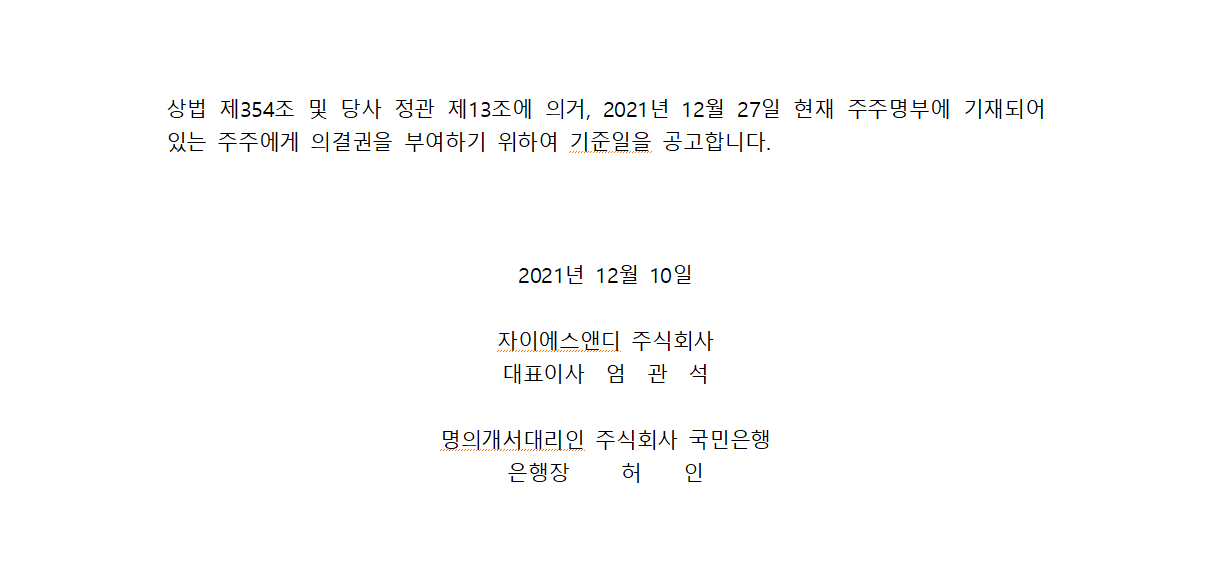 상법 제354조 및 당사 정관 제13조에 의거, 2021년 12월 27일 현재 주주명부에 기재되어
있는 주주에게 의결권을 부여하기 위하여 기준일을 공고합니다.
2021년 12월 10일
자이에스앤디 주식회사
대표이사 엄 관 석
명의개서대리인 주식회사 국민은행
은행장 허 인